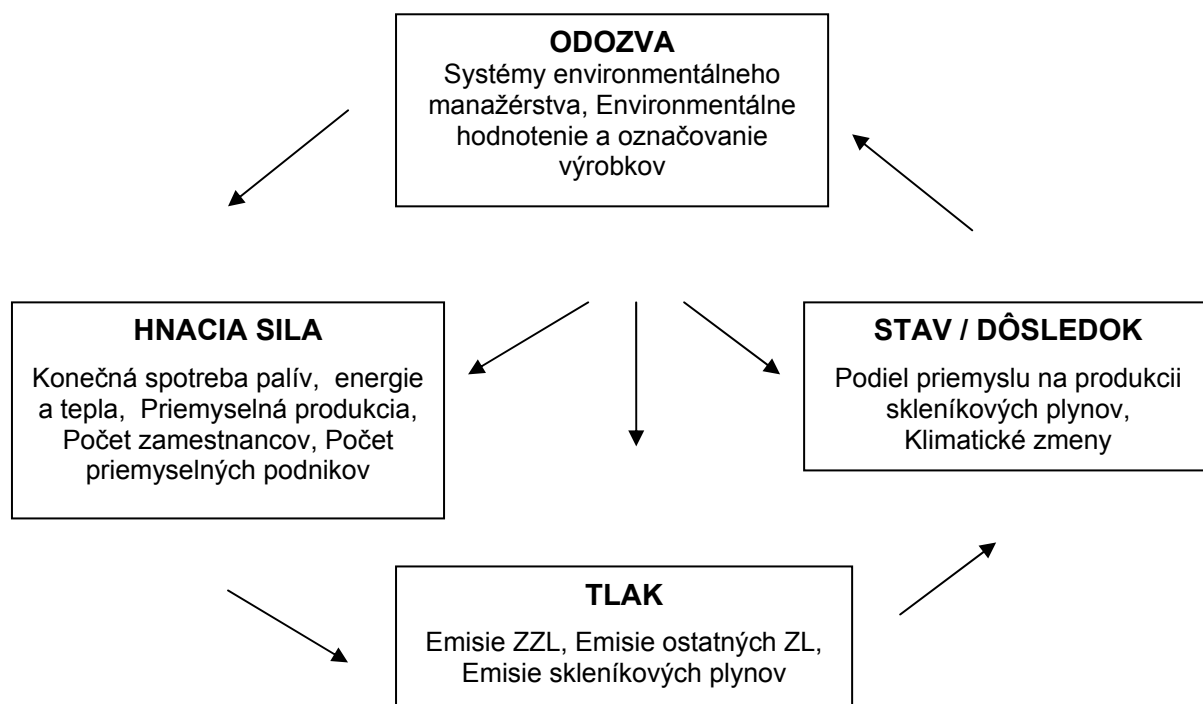 ODOZVA
Systémy environmentálneho
manažérstva, Environmentálne
hodnotenie a označovanie
výrobkov
HNACIA SILA
Konečná spotreba palív, energie
a tepla, Priemyselná produkcia,
Počet zamestnancov, Počet
priemyselných podnikov
STAV / DÔSLEDOK
Podiel priemyslu na produkcii
skleníkových plynov,
Klimatické zmeny
TLAK
Emisie ZZL, Emisie ostatných ZL,
Emisie skleníkových plynov